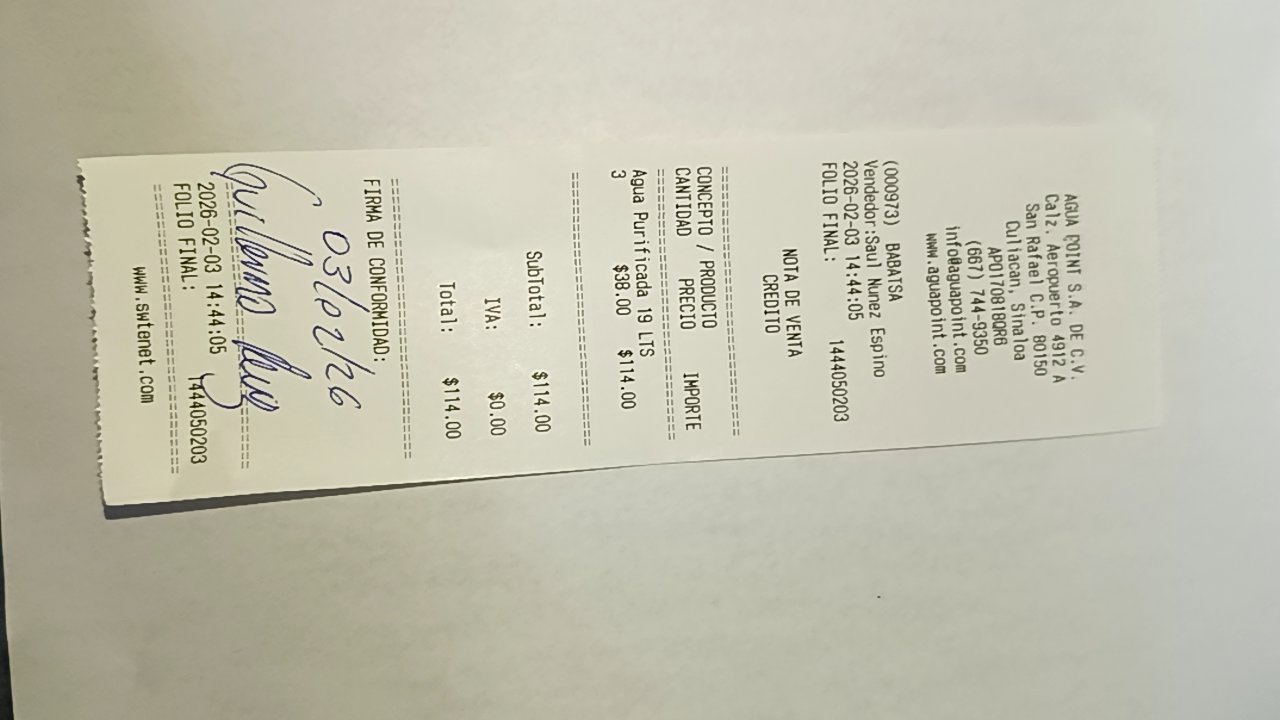 AGUA POINT S.A. DE C.V.
Calz. Aeropuerto 4912 A
San Rafael C.P. 80150
Culiacan, Sinaloa
APO170818QR6
(667) 744-9350
info@aguapoint.com
www.aguapoint.com
(000973) BABATSA
Vendedor:Saul Nunez Espino
2026-02-03 14:44:05
FOLIO FINAL: 1444050203
NOTA DE VENTA
CREDITO
CONCEPTO / PRODUCTO
CANTIDAD PRECIO IMPORTE
Agua Purificada 19 LTS
3 $38.00 $114.00
SubTotal: $114.00
IVA: $0.00
Total: $114.00
FIRMA DE CONFORMIDAD:
03/02/26
Guillermo
2026-02-03 14:44:05
FOLIO FINAL: 1444050203
www.swtenet.com